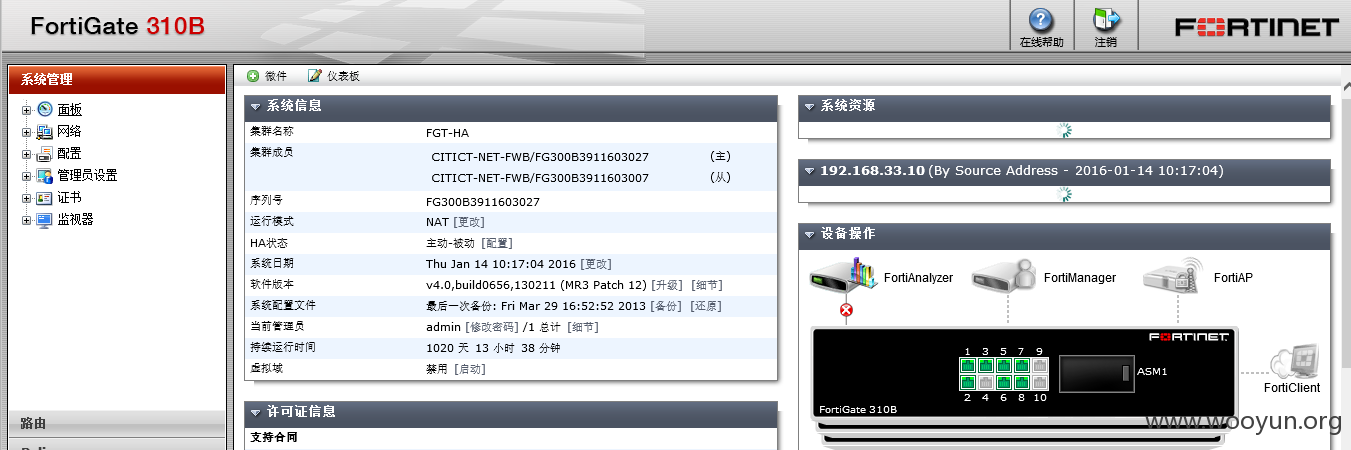 FortiGate 310B
在线帮助
注销
FORTINET
系统管理
面板
网络
配置
管理员设置
证书
监视器
路由
微件
仪表板
系统信息
集群名称 FGT-HA
集群成员 CITICT-NET-FWB/FG300B3911603027 (主)
CITICT-NET-FWB/FG300B3911603007 (从)
序列号 FG300B3911603027
运行模式 NAT [更改]
HA状态 主动-被动 [配置]
系统日期 Thu Jan 14 10:17:04 2016 [更改]
软件版本 v4.0,build0656,130211 (MR3 Patch 12) [升级] [细节]
系统配置文件 最后一次备份: Fri Mar 29 16:52:52 2013 [备份] [还原]
当前管理员 admin [修改密码] /1 总计 [细节]
持续运行时间 1020 天 13 小时 38 分钟
虚拟域 禁用 [启动]
许可证信息
支持合同
系统资源
192.168.33.10 (By Source Address - 2016-01-14 10:17:04)
设备操作
FortiAnalyzer
FortiManager
FortiAP
FORTINET
1 3 5 7 9
ASM1
2 4 6 8 10
FortiGate 310B
FortiClient
www.wooyun.org